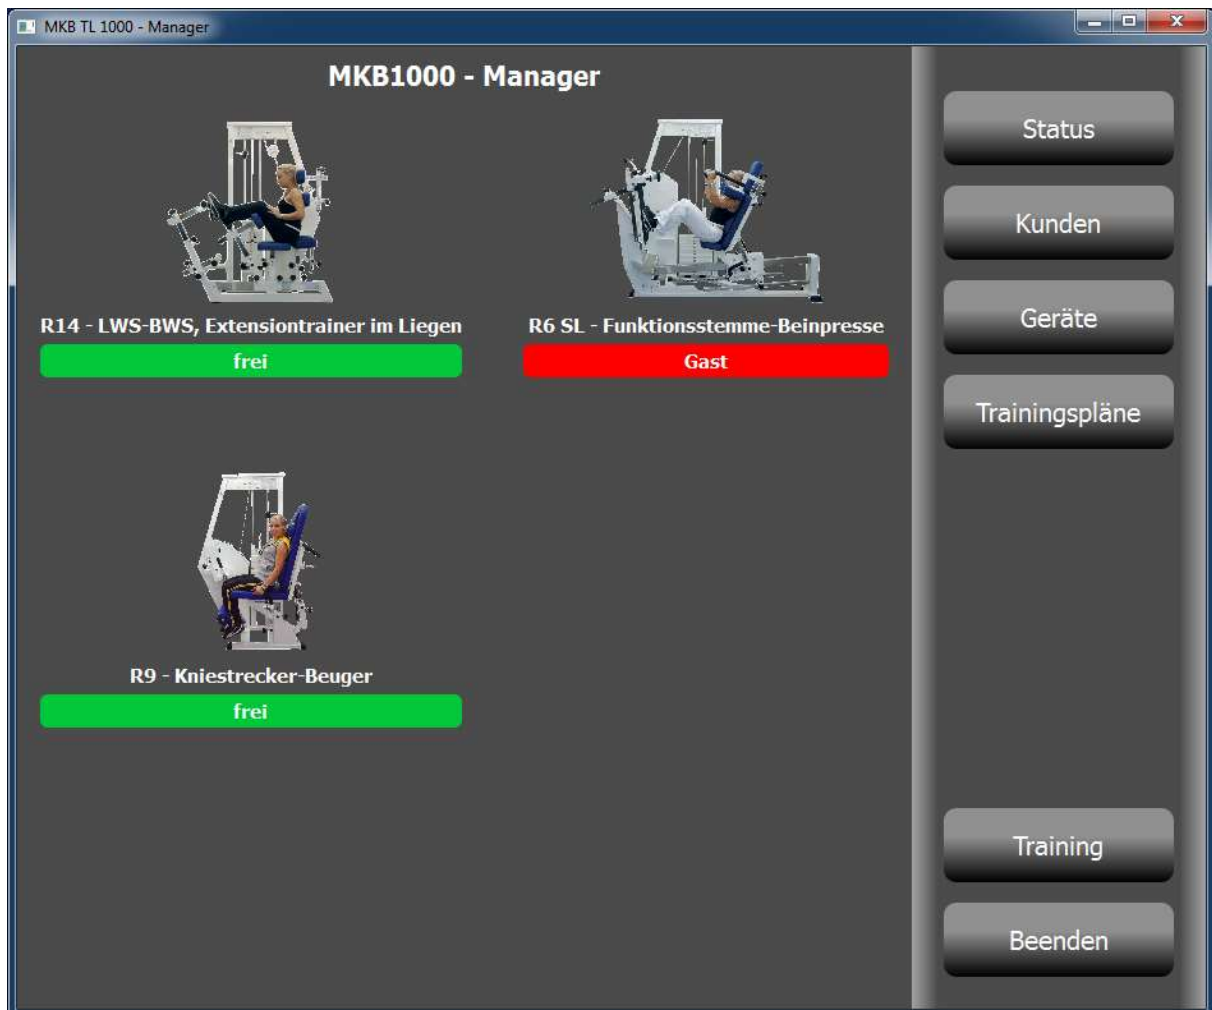 MKB TL 1000 - Manager
MKB1000 - Manager
R14 - LWS-BWS, Extensiontrainer im Liegen
frei
R6 SL - Funktionsstemme-Beinpresse
Gast
R9 - Kniestrecker-Beuger
frei
Status
Kunden
Geräte
Trainingspläne
Training
Beenden